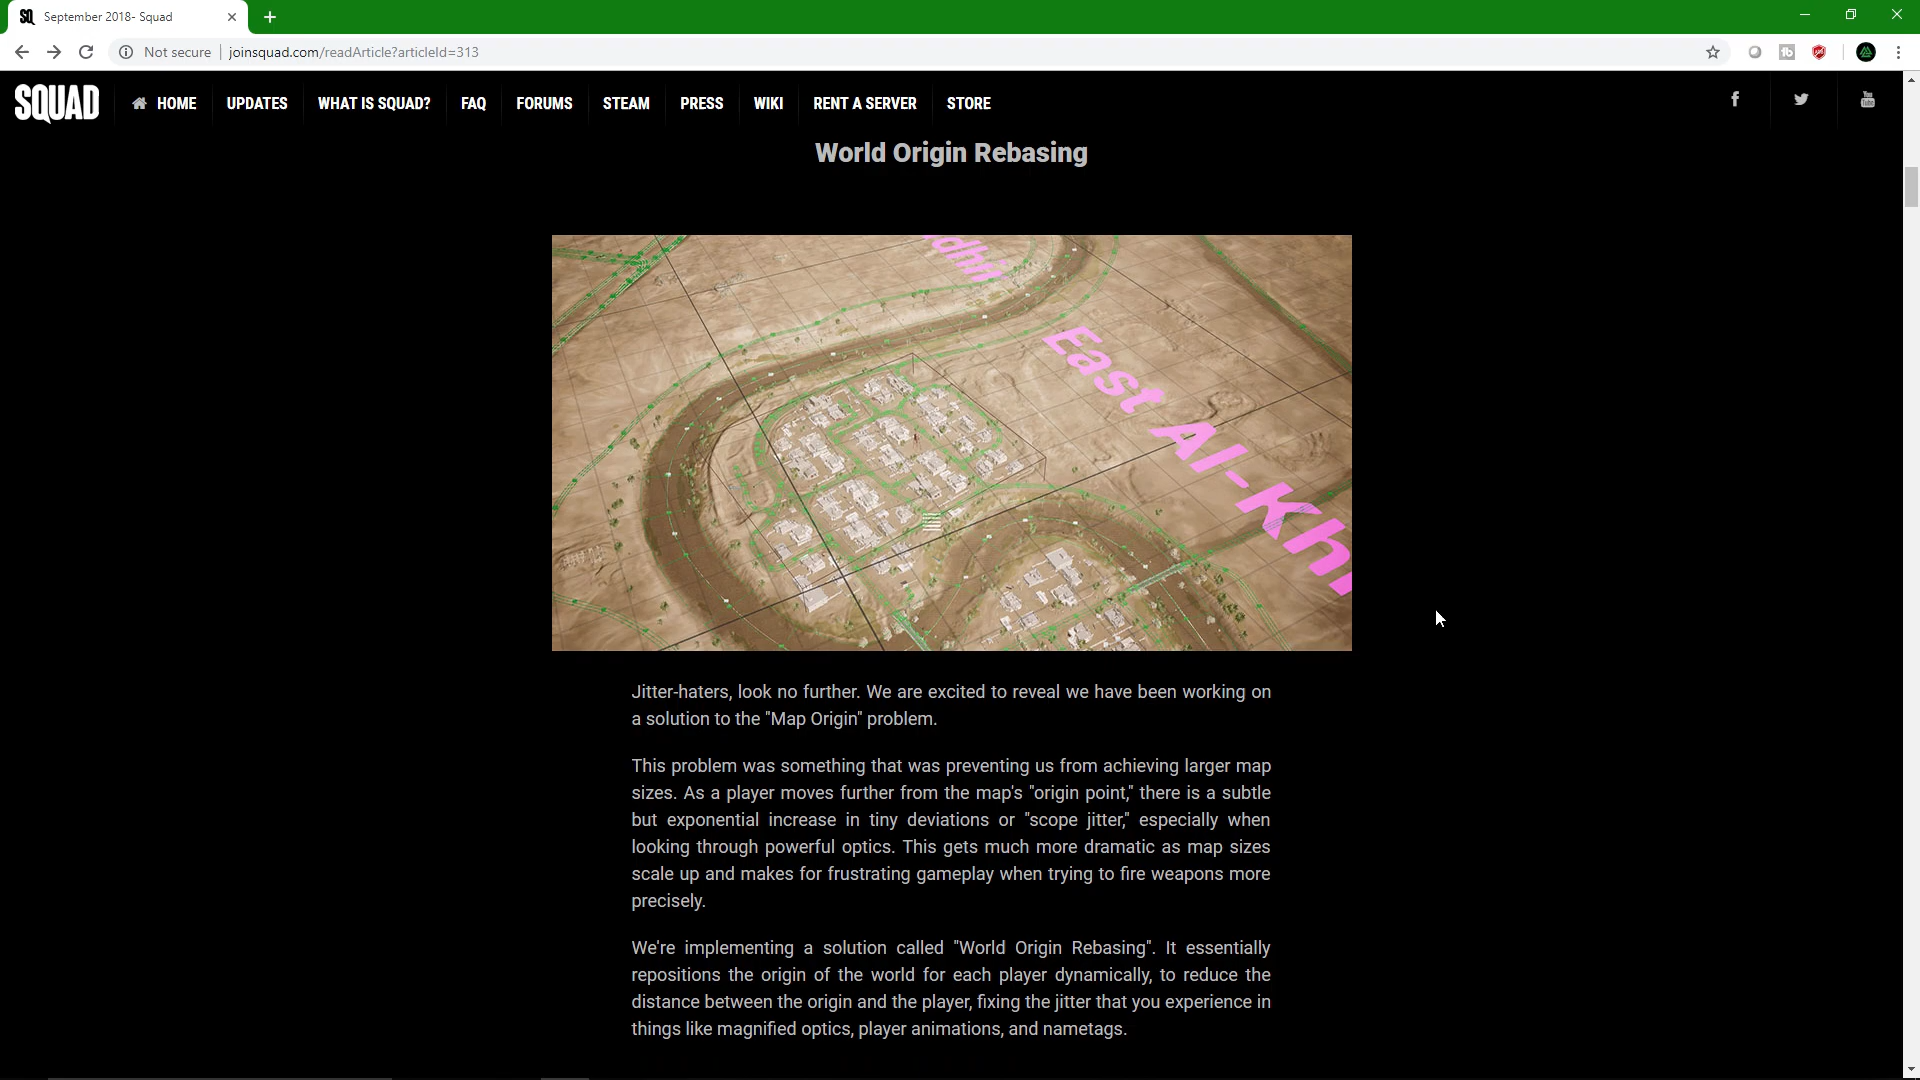 September 2018- Squad
Not secure
joinsquad.com/readArticle?articleId=313
SQUAD
HOME
UPDATES
WHAT IS SQUAD?
FAQ
FORUMS
STEAM
PRESS
WIKI
RENT A SERVER
STORE
World Origin Rebasing
East Al-Kh
Jitter-haters, look no further. We are excited to reveal we have been working on
a solution to the "Map Origin" problem.
This problem was something that was preventing us from achieving larger map
sizes. As a player moves further from the map's "origin point," there is a subtle
but exponential increase in tiny deviations or "scope jitter," especially when
looking through powerful optics. This gets much more dramatic as map sizes
scale up and makes for frustrating gameplay when trying to fire weapons more
precisely.
We're implementing a solution called "World Origin Rebasing". It essentially
repositions the origin of the world for each player dynamically, to reduce the
distance between the origin and the player, fixing the jitter that you experience in
things like magnified optics, player animations, and nametags.